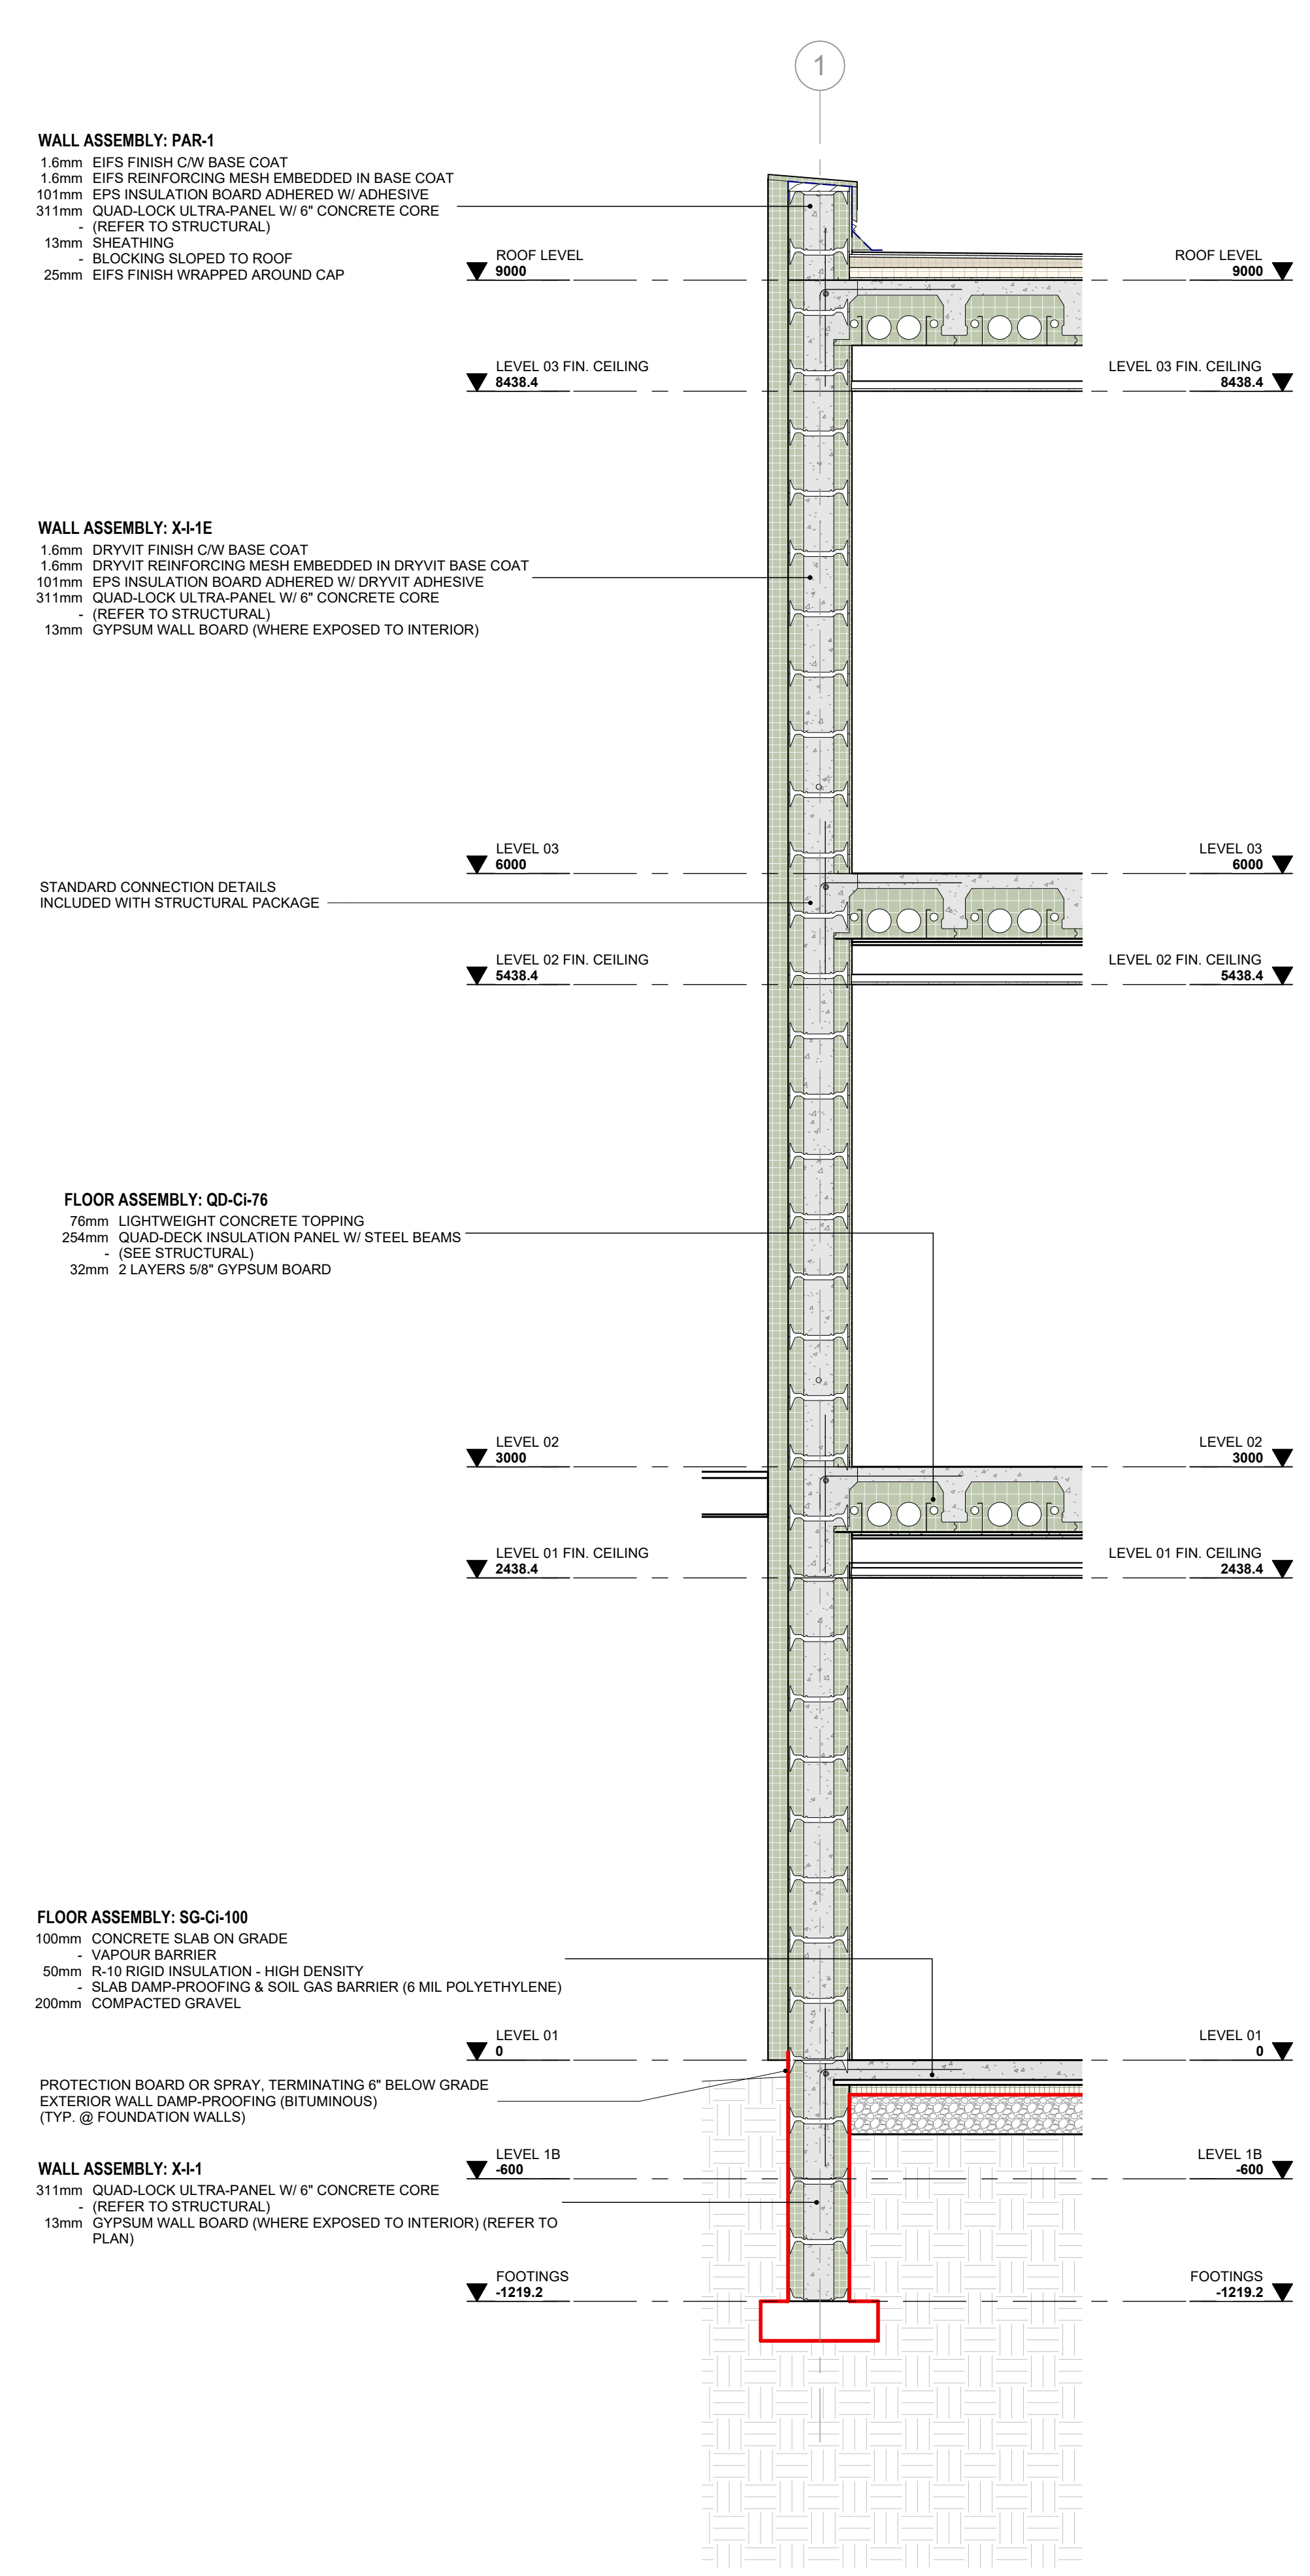 1
WALL ASSEMBLY: PAR-1
1.6mm EIFS FINISH C/W BASE COAT
1.6mm EIFS REINFORCING MESH EMBEDDED IN BASE COAT
101mm EPS INSULATION BOARD ADHERED W/ ADHESIVE
311mm QUAD-LOCK ULTRA-PANEL W/ 6" CONCRETE CORE
- (REFER TO STRUCTURAL)
13mm SHEATHING
- BLOCKING SLOPED TO ROOF
25mm EIFS FINISH WRAPPED AROUND CAP
ROOF LEVEL
9000
ROOF LEVEL
9000
LEVEL 03 FIN. CEILING
8438.4
LEVEL 03 FIN. CEILING
8438.4
WALL ASSEMBLY: X-I-1E
1.6mm DRYVIT FINISH C/W BASE COAT
1.6mm DRYVIT REINFORCING MESH EMBEDDED IN DRYVIT BASE COAT
101mm EPS INSULATION BOARD ADHERED W/ DRYVIT ADHESIVE
311mm QUAD-LOCK ULTRA-PANEL W/ 6" CONCRETE CORE
- (REFER TO STRUCTURAL)
13mm GYPSUM WALL BOARD (WHERE EXPOSED TO INTERIOR)
LEVEL 03
6000
LEVEL 03
6000
STANDARD CONNECTION DETAILS
INCLUDED WITH STRUCTURAL PACKAGE
LEVEL 02 FIN. CEILING
5438.4
LEVEL 02 FIN. CEILING
5438.4
FLOOR ASSEMBLY: QD-Ci-76
76mm LIGHTWEIGHT CONCRETE TOPPING
254mm QUAD-DECK INSULATION PANEL W/ STEEL BEAMS
- (SEE STRUCTURAL)
32mm 2 LAYERS 5/8" GYPSUM BOARD
LEVEL 02
3000
LEVEL 02
3000
LEVEL 01 FIN. CEILING
2438.4
LEVEL 01 FIN. CEILING
2438.4
FLOOR ASSEMBLY: SG-Ci-100
100mm CONCRETE SLAB ON GRADE
- VAPOUR BARRIER
50mm R-10 RIGID INSULATION - HIGH DENSITY
- SLAB DAMP-PROOFING & SOIL GAS BARRIER (6 MIL POLYETHYLENE)
200mm COMPACTED GRAVEL
LEVEL 01
0
LEVEL 01
0
PROTECTION BOARD OR SPRAY, TERMINATING 6" BELOW GRADE
EXTERIOR WALL DAMP-PROOFING (BITUMINOUS)
(TYP. @ FOUNDATION WALLS)
LEVEL 1B
-600
LEVEL 1B
-600
WALL ASSEMBLY: X-I-1
311mm QUAD-LOCK ULTRA-PANEL W/ 6" CONCRETE CORE
- (REFER TO STRUCTURAL)
13mm GYPSUM WALL BOARD (WHERE EXPOSED TO INTERIOR) (REFER TO
PLAN)
FOOTINGS
-1219.2
FOOTINGS
-1219.2